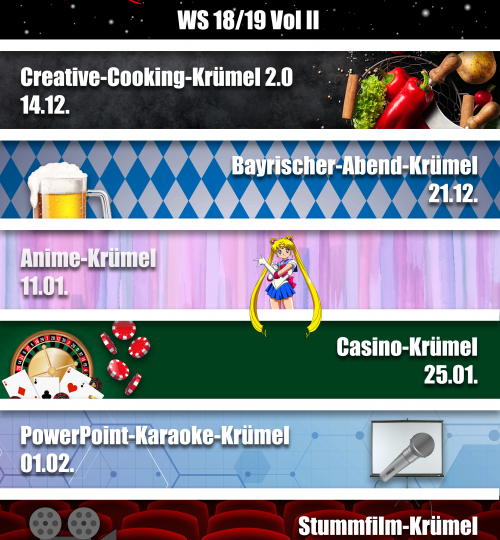 WS 18/19 Vol II
Creative-Cooking-Krümel 2.0
14.12.
Bayrischer-Abend-Krümel
21.12.
Anime-Krümel
11.01.
Casino-Krümel
25.01.
PowerPoint-Karaoke-Krümel
01.02.
Stummfilm-Krümel